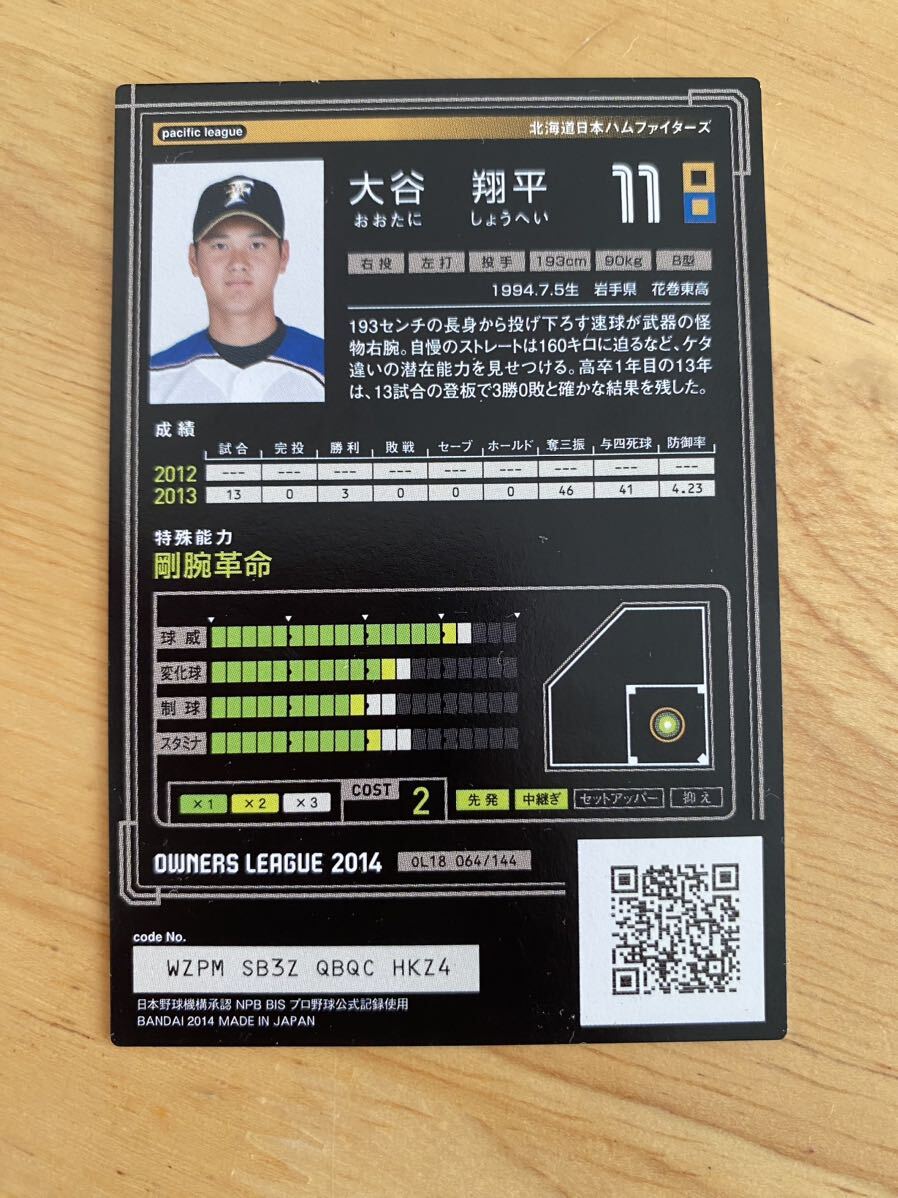 pacific league 北海道日本ハムファイターズ
大谷 翔平 11
おおたに しょうへい
右投 左打 投手 193cm 90kg B型
1994.7.5生 岩手県 花巻東高
193センチの長身から投げ下ろす速球が武器の怪
物右腕。自慢のストレートは160キロに迫るなど、ケタ
違いの潜在能力を見せつける。高卒1年目の13年
は、13試合の登板で3勝0敗と確かな結果を残した。
成績
試合 完投 勝利 敗戦 セーブ ホールド 奪三振 与四死球 防御率
2012 --- --- --- --- --- --- --- --- ---
2013 13 0 3 0 0 0 46 41 4.23
特殊能力
剛腕革命
球威
変化球
制球
スタミナ
×1 ×2 ×3 COST 2 先発 中継ぎ セットアッパー 抑え
OWNERS LEAGUE 2014 OL18 064/144
code No.
WZPM SB3Z QBQC HKZ4
日本野球機構承認 NPB BIS プロ野球公式記録使用
BANDAI 2014 MADE IN JAPAN